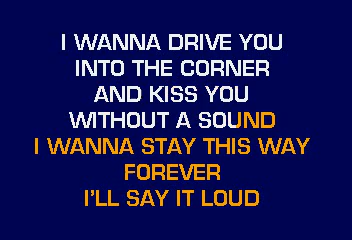 I WANNA DRIVE YOU
INTO THE CORNER
AND KISS YOU
WITHOUT A SOUND
I WANNA STAY THIS WAY
FOREVER
I'LL SAY IT LOUD